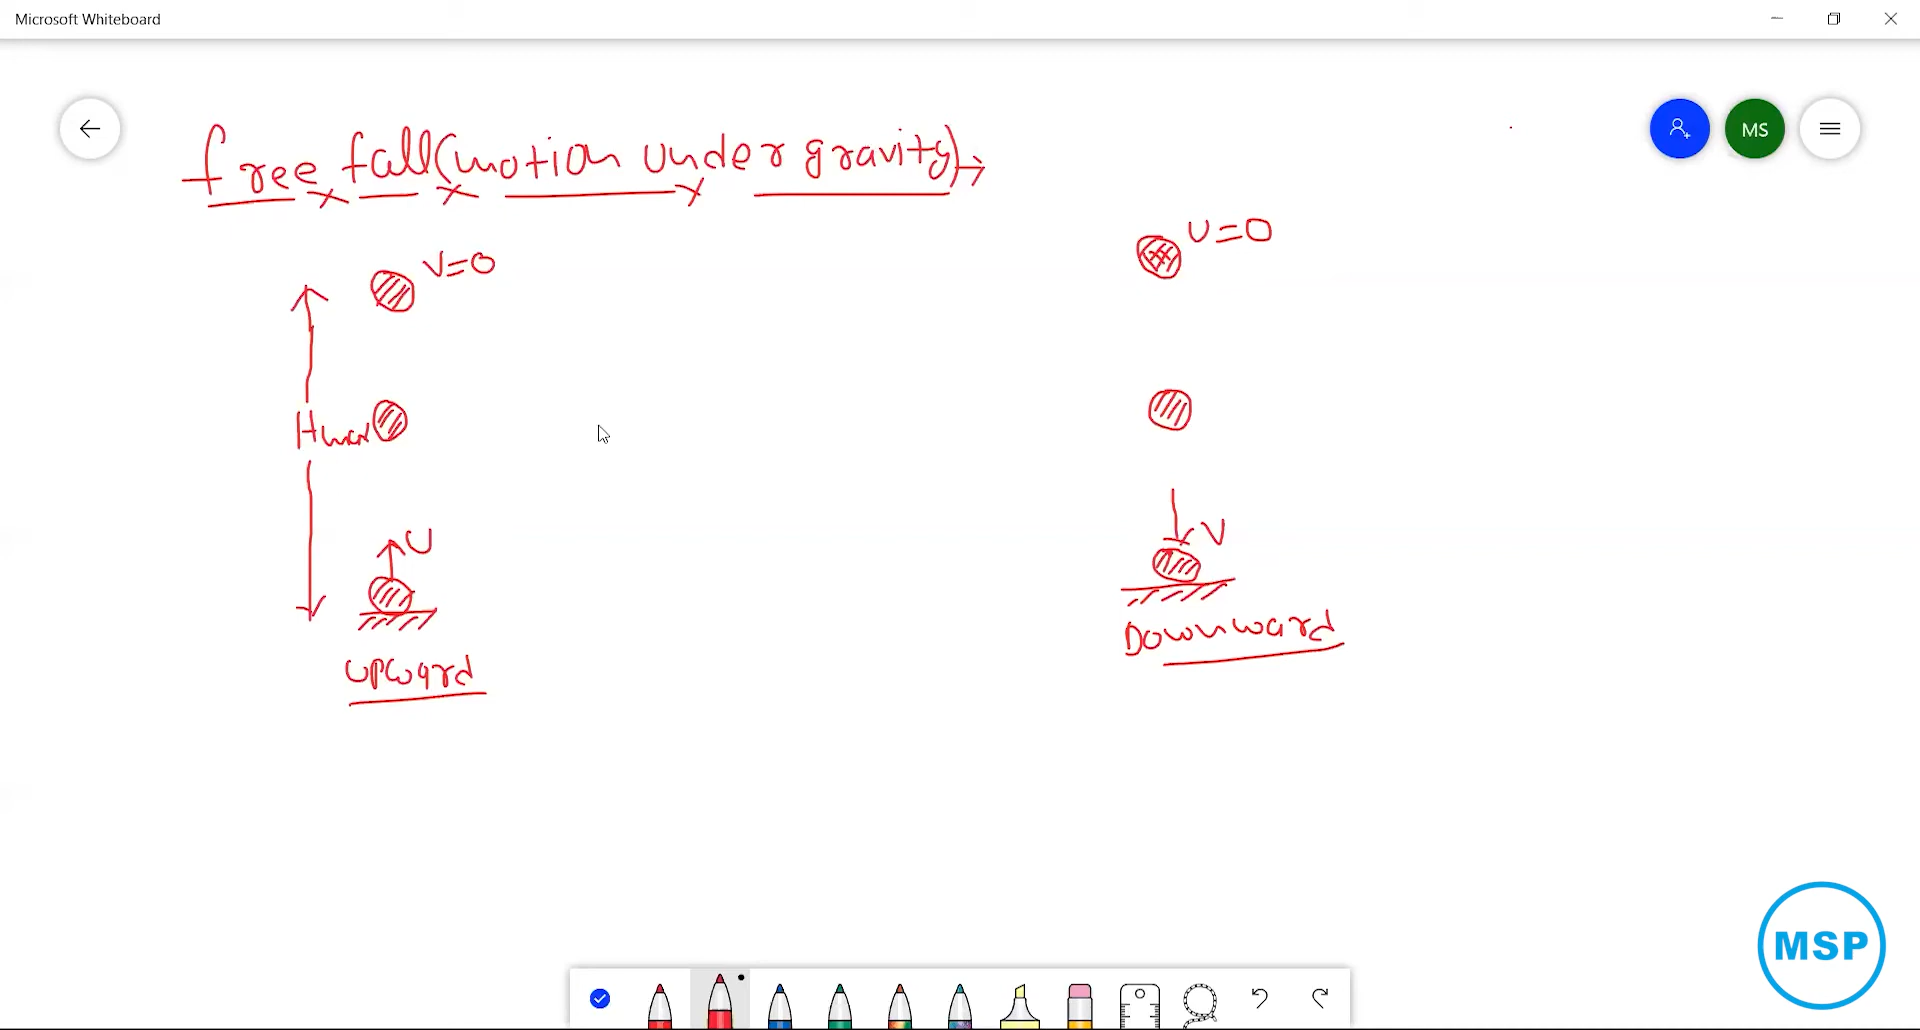 Microsoft Whiteboard
free fall (motion under gravity) →
MS
V=0
U=0
Hmax
U
V
Downward
Upward
MSP